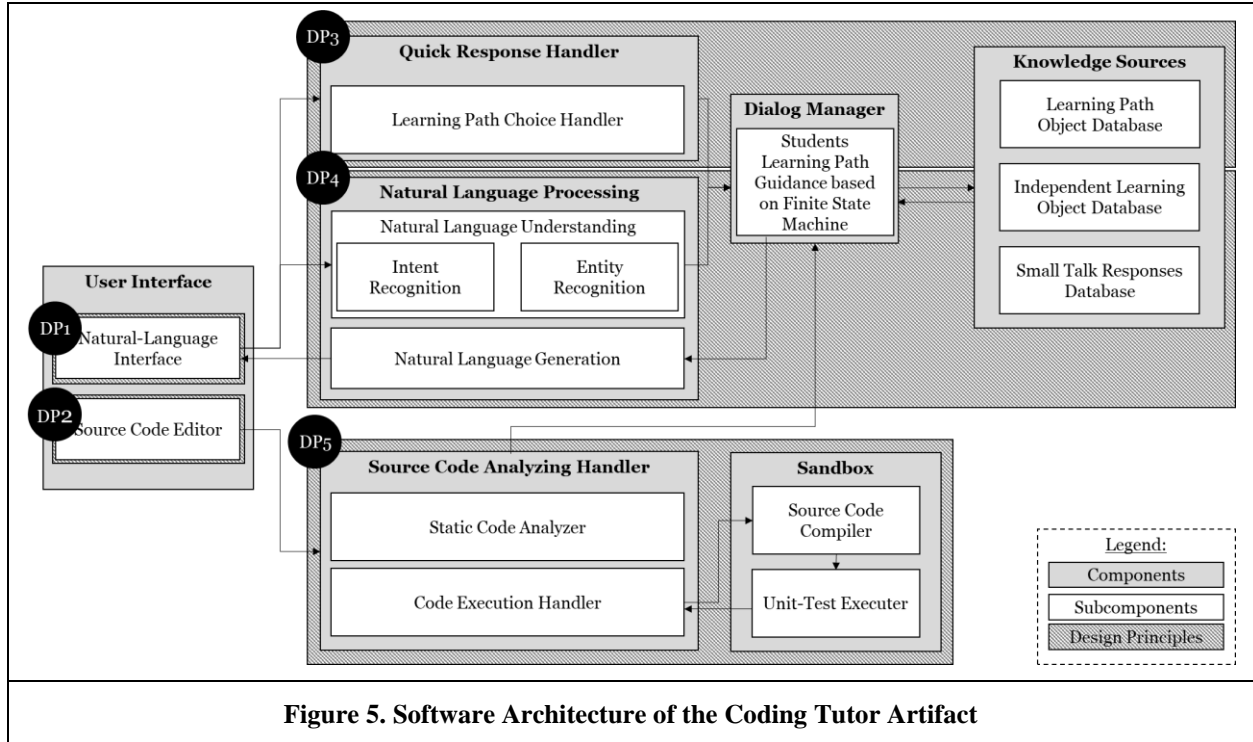 DP3
Quick Response Handler
Learning Path Choice Handler
DP4
Natural Language Processing
Natural Language Understanding
Intent
Recognition
Entity
Recognition
Natural Language Generation
Dialog Manager
Students
Learning Path
Guidance based
on Finite State
Machine
Knowledge Sources
Learning Path
Object Database
Independent Learning
Object Database
Small Talk Responses
Database
User Interface
DP1
Natural-Language
Interface
DP2
Source Code Editor
DP5
Source Code Analyzing Handler
Static Code Analyzer
Code Execution Handler
Sandbox
Source Code
Compiler
Unit-Test Executer
Legend:
Components
Subcomponents
Design Principles
Figure 5. Software Architecture of the Coding Tutor Artifact